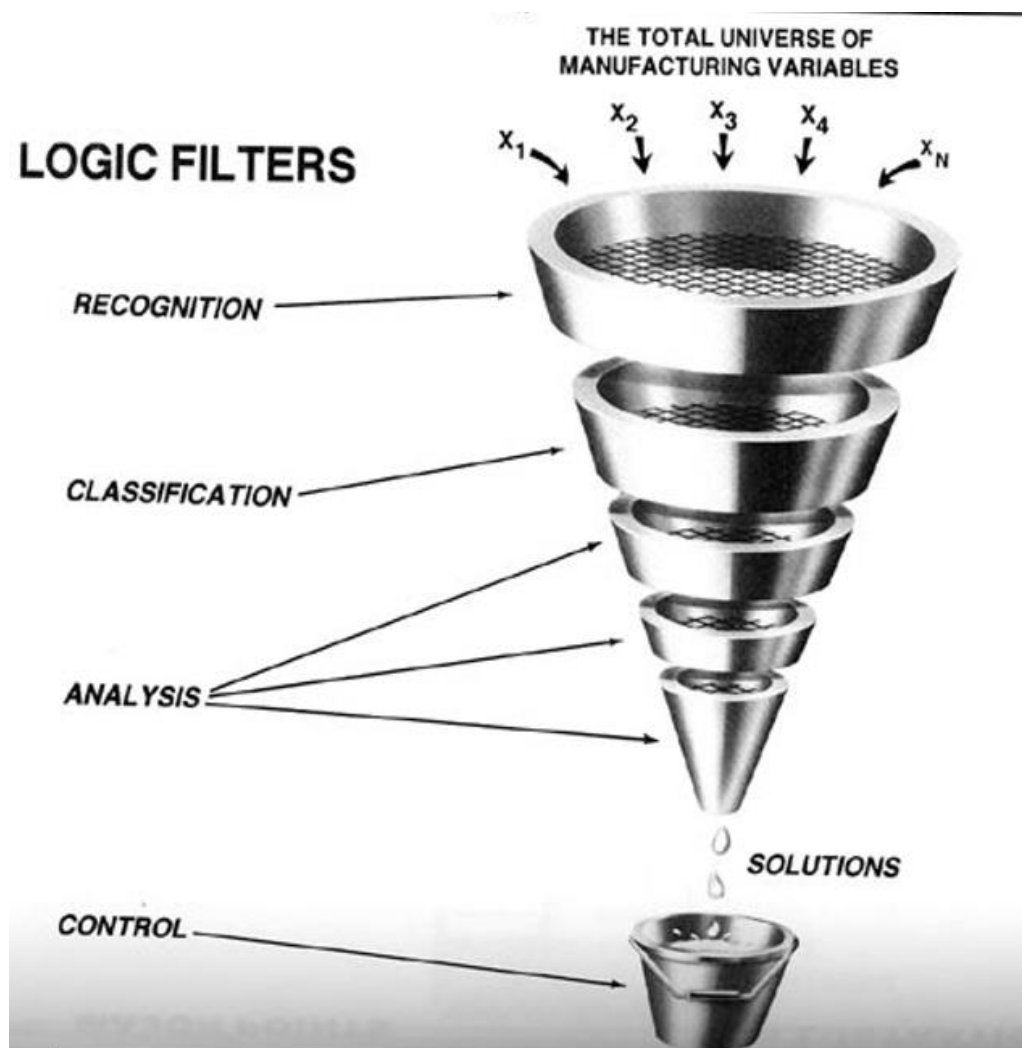 THE TOTAL UNIVERSE OF
MANUFACTURING VARIABLES
X1
X2
X3
X4
XN
LOGIC FILTERS
RECOGNITION
CLASSIFICATION
ANALYSIS
SOLUTIONS
CONTROL